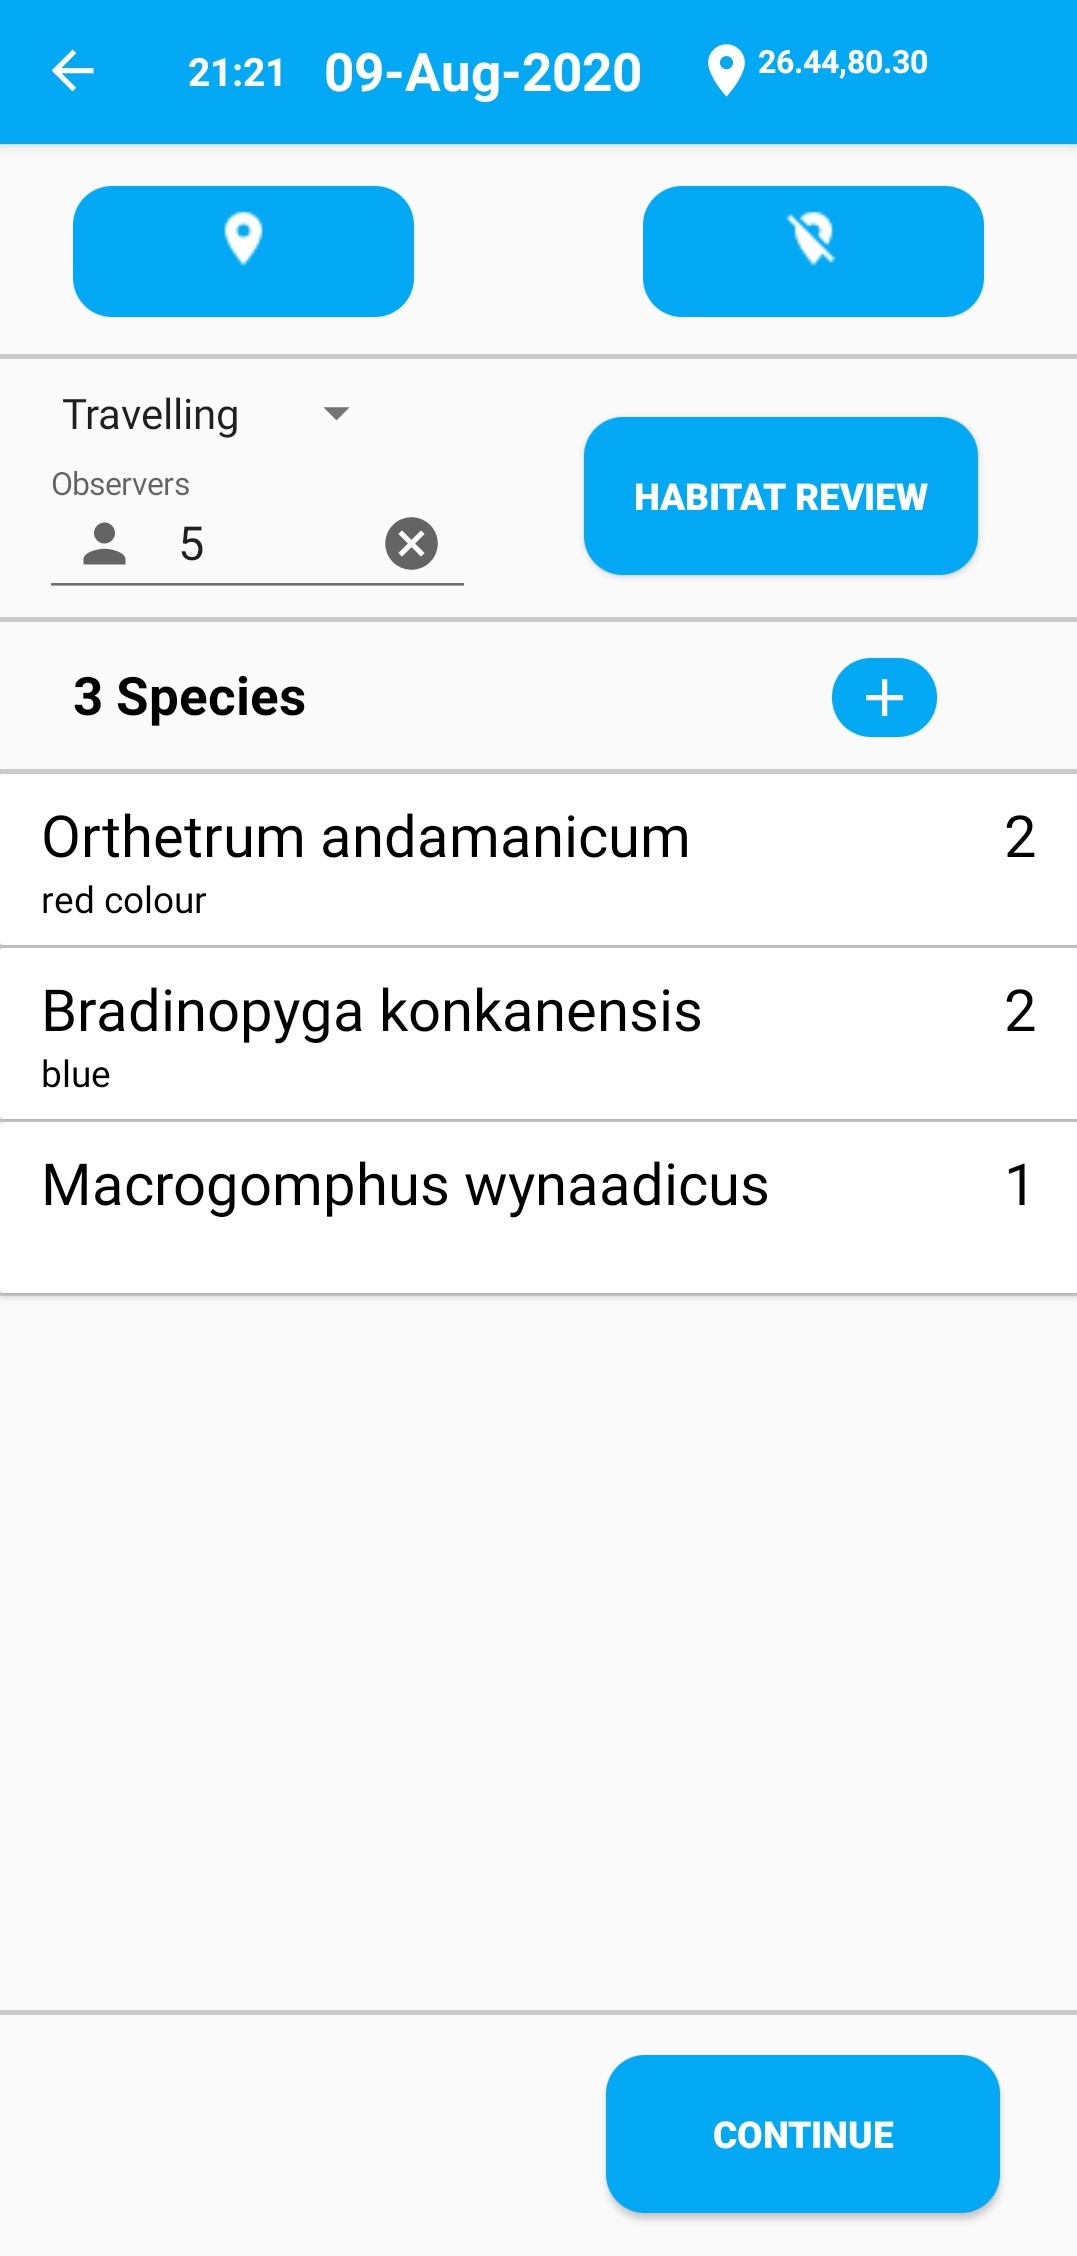 21:21 09-Aug-2020 26.44,80.30
Travelling
Observers
5
HABITAT REVIEW
3 Species
Orthetrum andamanicum 2
red colour
Bradinopyga konkanensis 2
blue
Macrogomphus wynaadicus 1
CONTINUE